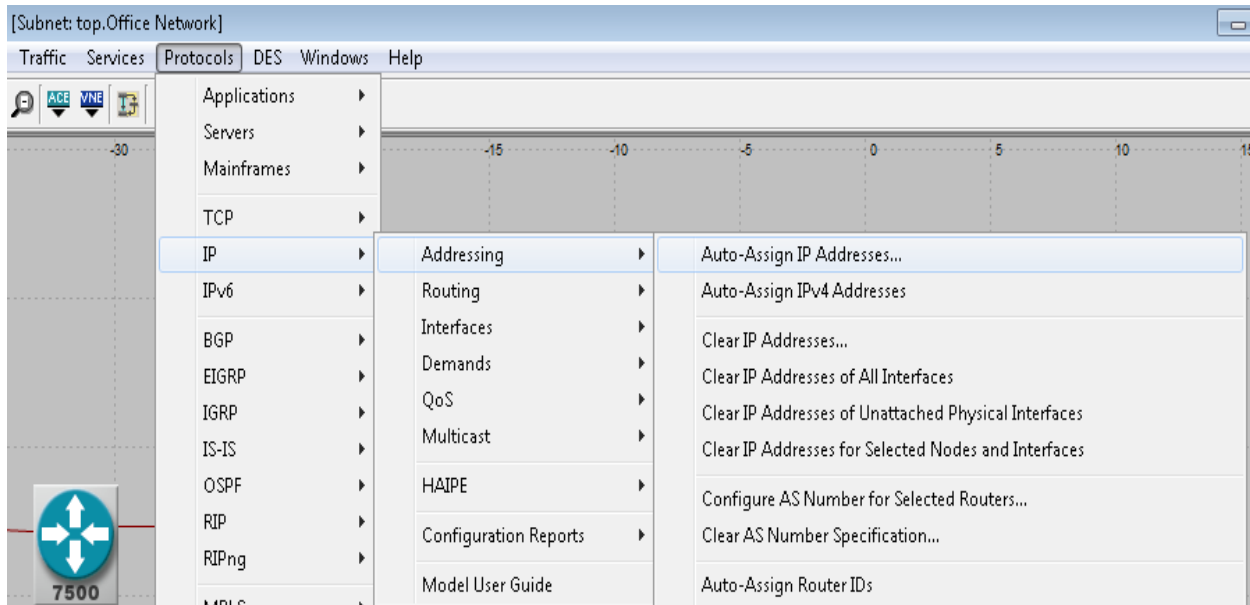 [Subnet: top.Office Network]
Traffic Services Protocols DES Windows Help
ACE VNE
Applications
Servers
Mainframes
-30 -15 -10 -5 0 5 10
TCP
IP
IPv6
BGP
EIGRP
IGRP
IS-IS
OSPF
RIP
RIPng
Addressing
Routing
Interfaces
Demands
QoS
Multicast
HAIPE
Configuration Reports
Model User Guide
Auto-Assign IP Addresses...
Auto-Assign IPv4 Addresses
Clear IP Addresses...
Clear IP Addresses of All Interfaces
Clear IP Addresses of Unattached Physical Interfaces
Clear IP Addresses for Selected Nodes and Interfaces
Configure AS Number for Selected Routers...
Clear AS Number Specification...
Auto-Assign Router IDs
7500